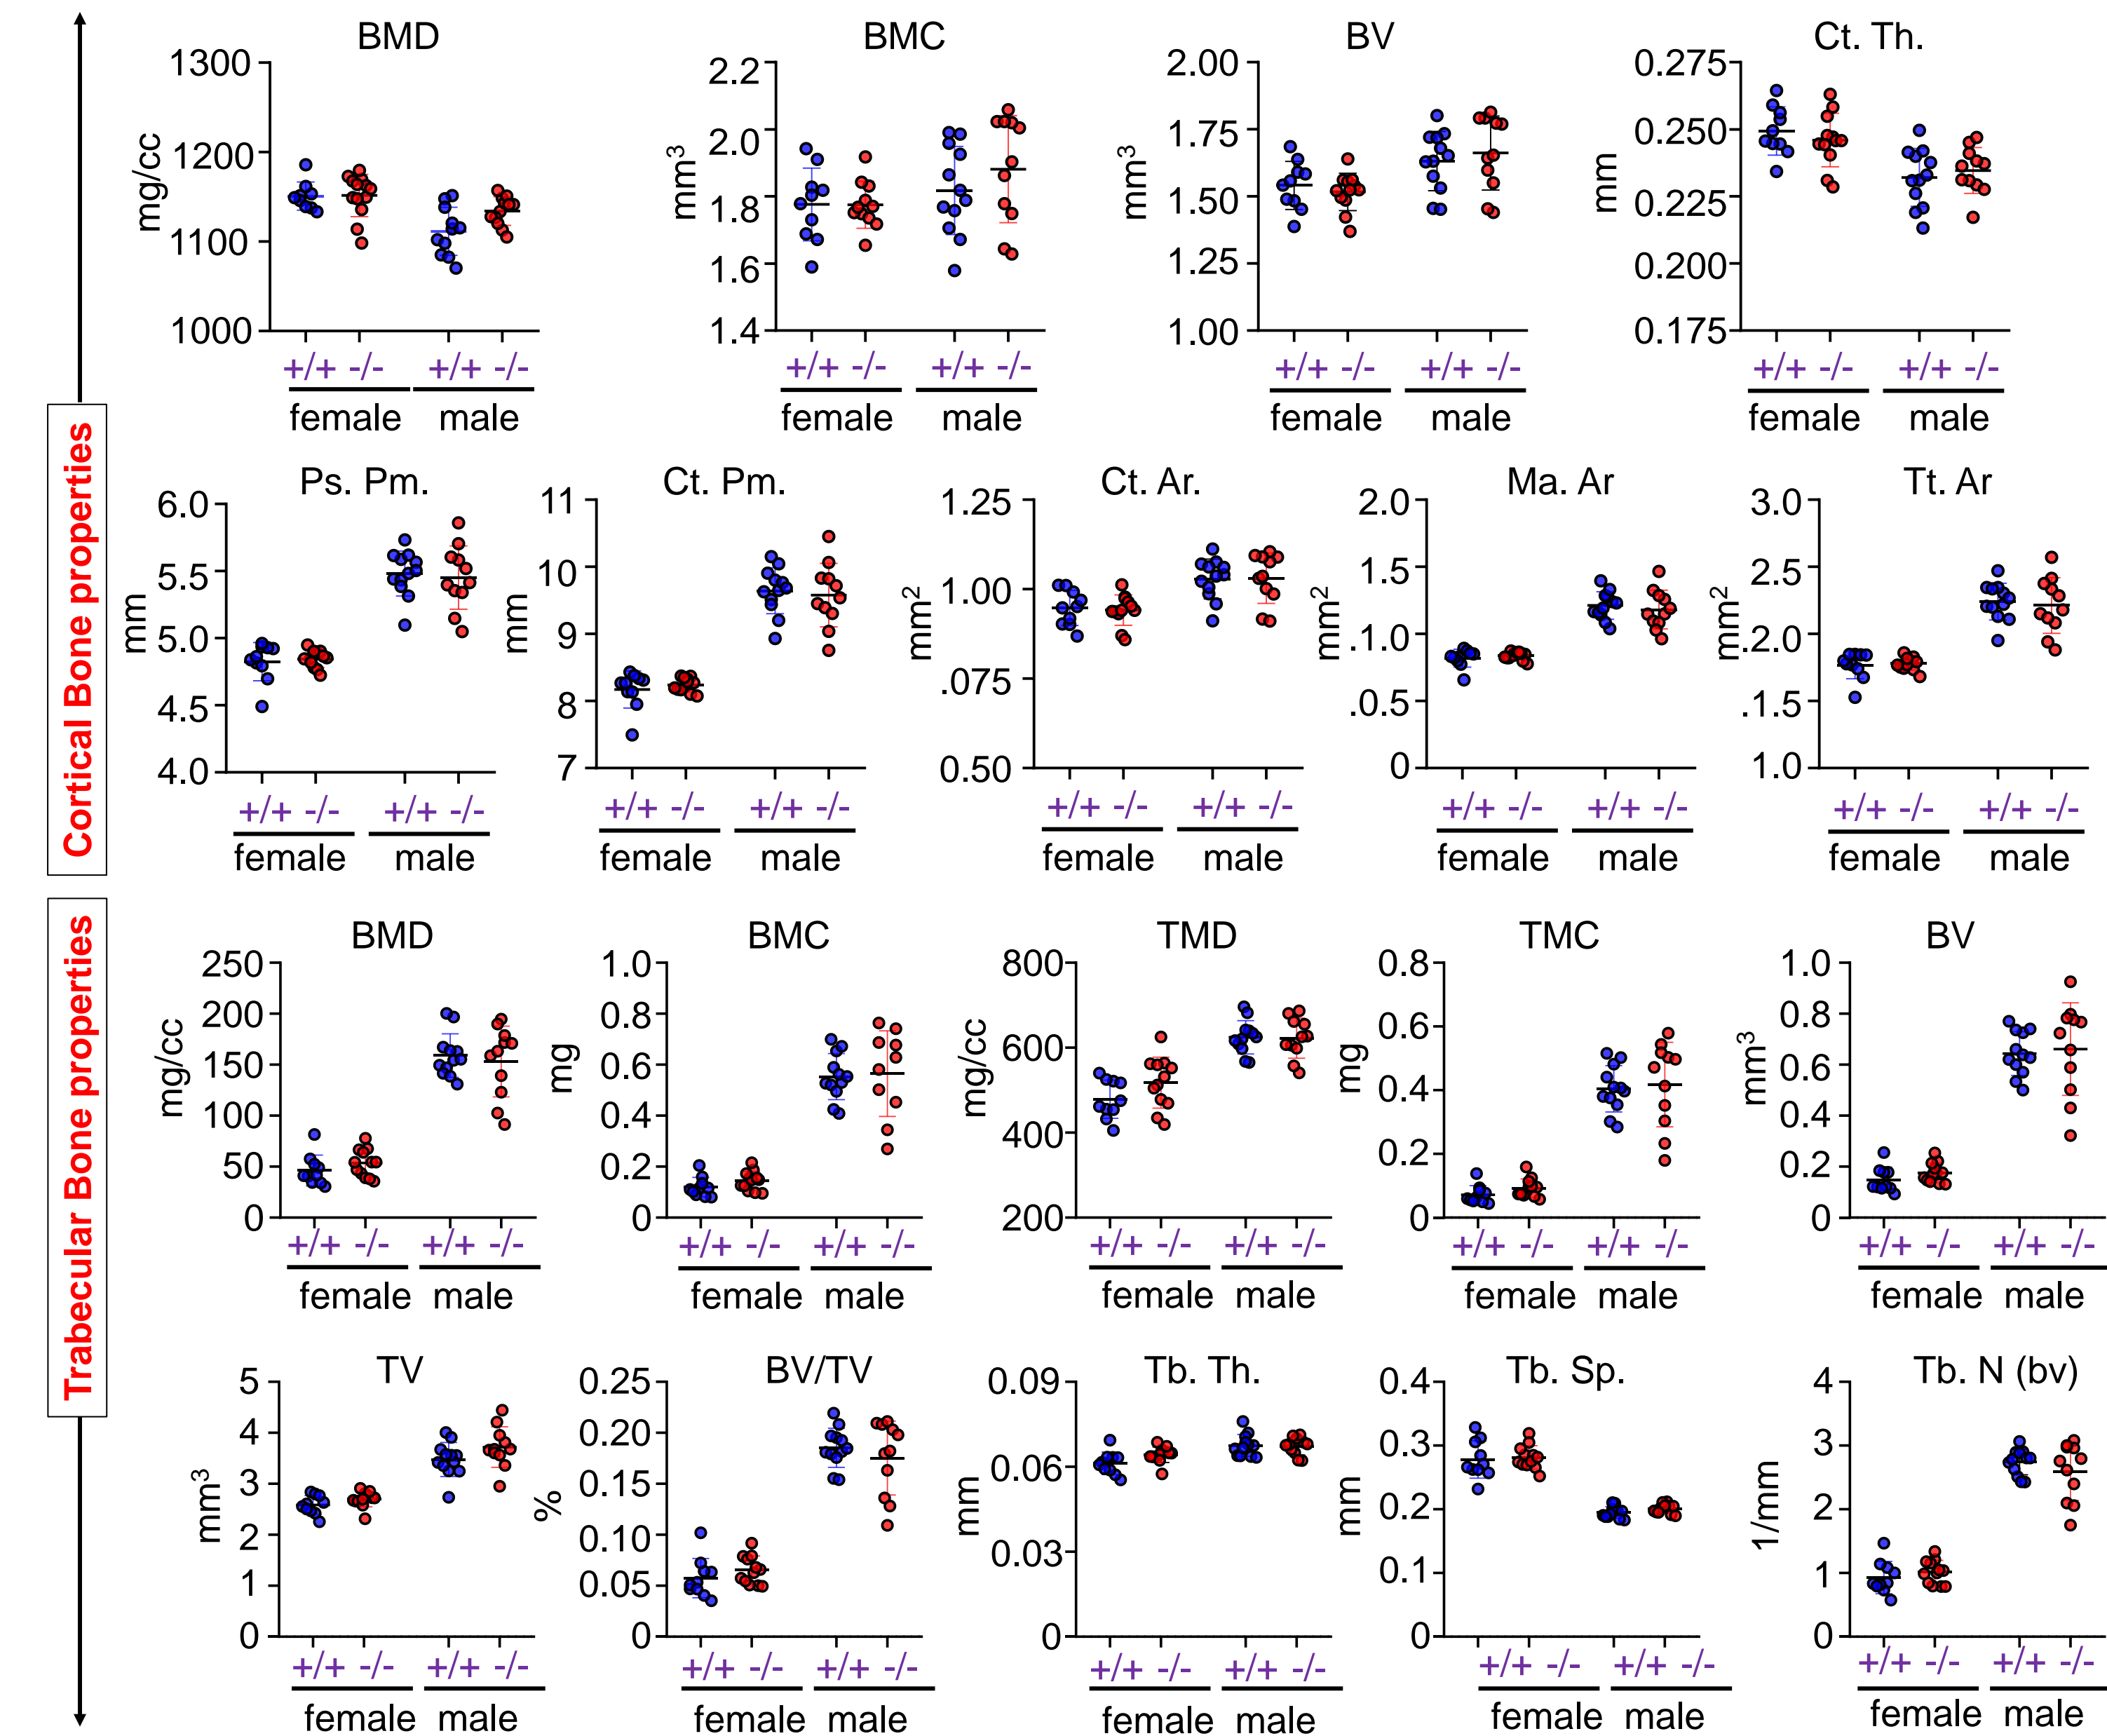 Cortical Bone properties
BMD
1300
1200
1100
1000
mg/cc
+/+ -/- +/+ -/-
female male
BMC
2.2
2.0
1.8
1.6
1.4
mm3
+/+ -/- +/+ -/-
female male
BV
2.00
1.75
1.50
1.25
1.00
mm3
+/+ -/- +/+ -/-
female male
Ct. Th.
0.275
0.250
0.225
0.200
0.175
mm
+/+ -/- +/+ -/-
female male
Ps. Pm.
6.0
5.5
5.0
4.5
4.0
mm
+/+ -/- +/+ -/-
female male
Ct. Pm.
11
10
9
8
7
mm
+/+ -/- +/+ -/-
female male
Ct. Ar.
1.25
1.00
.075
0.50
mm2
+/+ -/- +/+ -/-
female male
Ma. Ar
2.0
1.5
.1.0
.0.5
0
mm2
+/+ -/- +/+ -/-
female male
Tt. Ar
3.0
2.5
.2.0
.1.5
1.0
mm2
+/+ -/- +/+ -/-
female male
Trabecular Bone properties
BMD
250
200
150
100
50
0
mg/cc
+/+ -/- +/+ -/-
female male
BMC
1.0
0.8
0.6
0.4
0.2
0
mg
+/+ -/- +/+ -/-
female male
TMD
800
600
400
200
mg/cc
+/+ -/- +/+ -/-
female male
TMC
0.8
0.6
0.4
0.2
0
mg
+/+ -/- +/+ -/-
female male
BV
1.0
0.8
0.6
0.4
0.2
0
mm3
+/+ -/- +/+ -/-
female male
TV
5
4
3
2
1
0
mm3
+/+ -/- +/+ -/-
female male
BV/TV
0.25
0.20
0.15
0.10
0.05
0
%
+/+ -/- +/+ -/-
female male
Tb. Th.
0.09
0.06
0.03
0
mm
+/+ -/- +/+ -/-
female male
Tb. Sp.
0.4
0.3
0.2
0.1
0
mm
+/+ -/- +/+ -/-
female male
Tb. N (bv)
4
3
2
1
0
1/mm
+/+ -/- +/+ -/-
female male